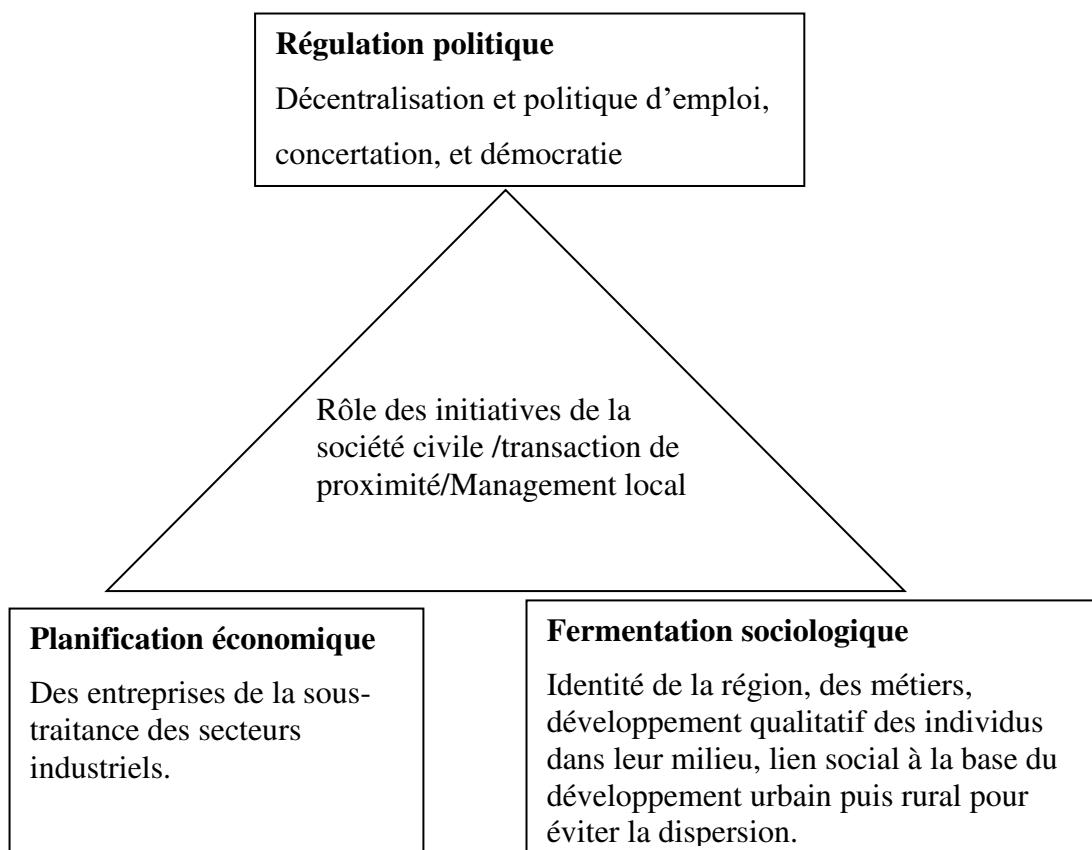 Régulation politique
Décentralisation et politique d’emploi,
concertation, et démocratie
Rôle des initiatives de la
société civile /transaction de
proximité/Management local
Planification économique
Des entreprises de la sous-
traitance des secteurs
industriels.
Fermentation sociologique
Identité de la région, des métiers,
développement qualitatif des individus
dans leur milieu, lien social à la base du
développement urbain puis rural pour
éviter la dispersion.